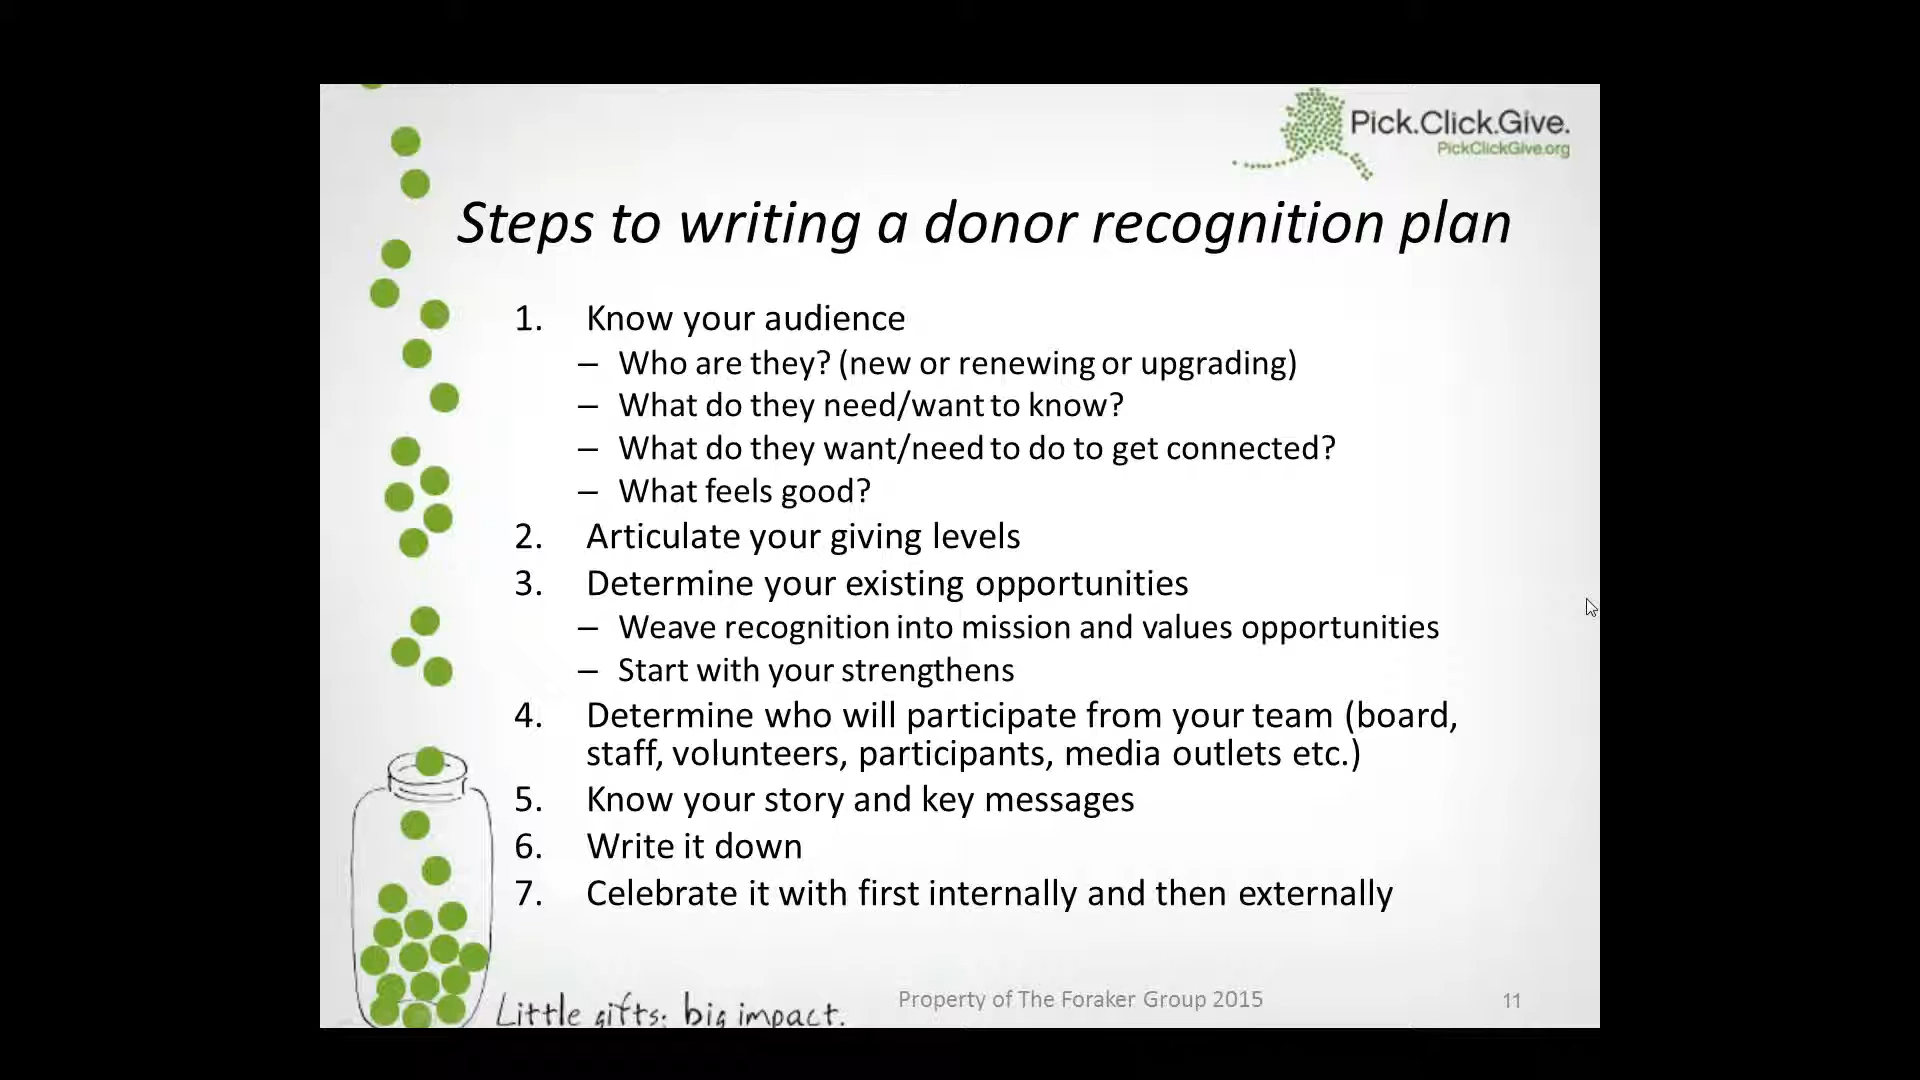 Pick.Click.Give.
PickClickGive.org
Steps to writing a donor recognition plan
1. Know your audience
– Who are they? (new or renewing or upgrading)
– What do they need/want to know?
– What do they want/need to do to get connected?
– What feels good?
2. Articulate your giving levels
3. Determine your existing opportunities
– Weave recognition into mission and values opportunities
– Start with your strengthens
4. Determine who will participate from your team (board,
staff, volunteers, participants, media outlets etc.)
5. Know your story and key messages
6. Write it down
7. Celebrate it with first internally and then externally
Little gifts: big impact.
Property of The Foraker Group 2015
11